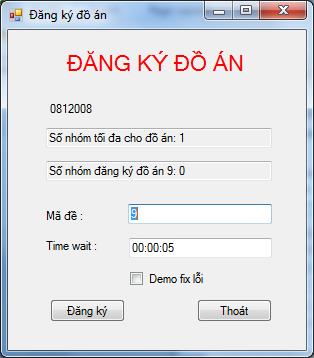 Đăng ký đồ án
ĐĂNG KÝ ĐỒ ÁN
0812008
Số nhóm tối đa cho đồ án: 1
Số nhóm đăng ký đồ án 9: 0
Mã đề : 9
Time wait : 00:00:05
Demo fix lỗi
Đăng ký Thoát